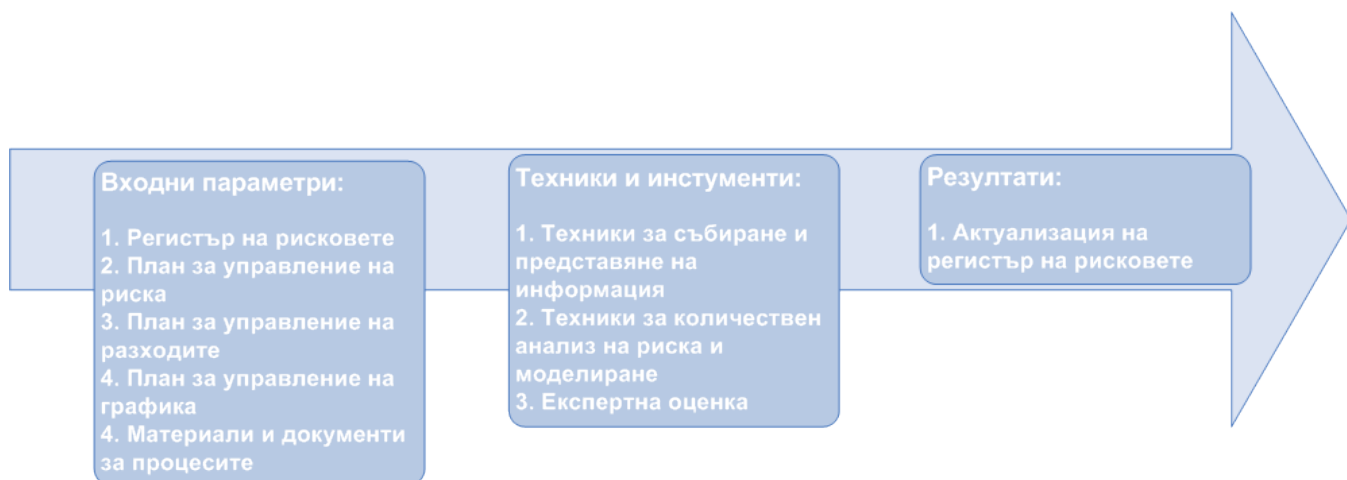 Входни параметри:
1. Регистър на рисковете
2. План за управление на
риска
3. План за управление на
разходите
4. План за управление на
графика
4. Материали и документи
за процесите
Техники и инстументи:
1. Техники за събиране и
представяне на
информация
2. Техники за количествен
анализ на риска и
моделиране
3. Експертна оценка
Резултати:
1. Актуализация на
регистър на рисковете